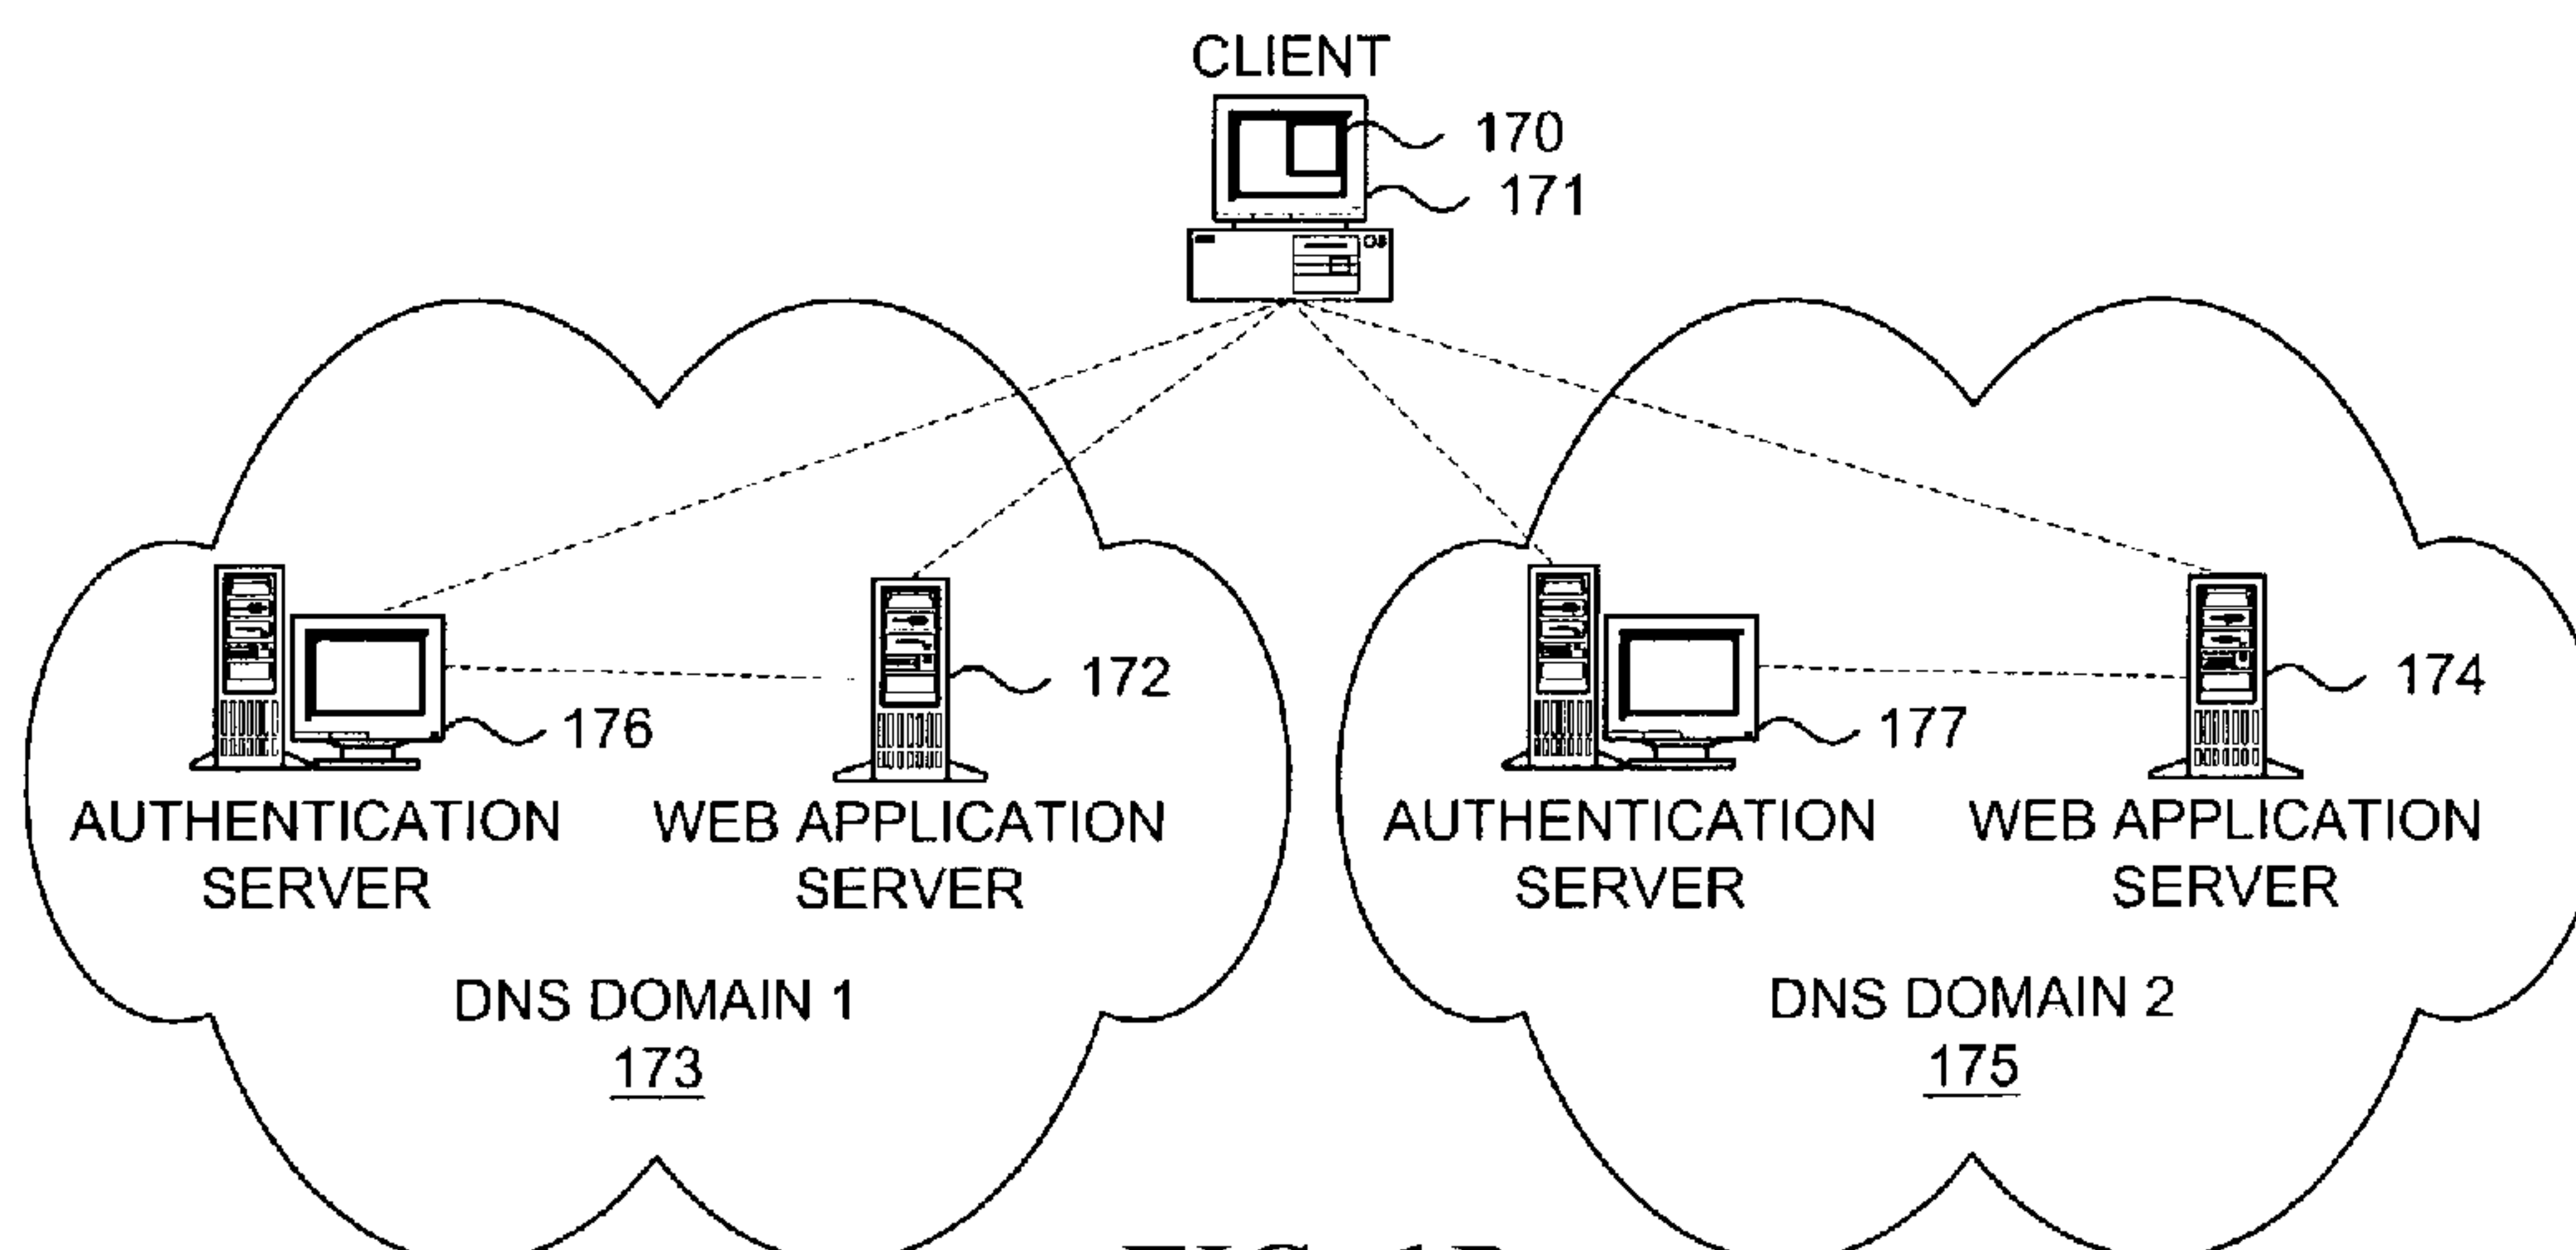 CLIENT
170
171
176
172
177
174
AUTHENTICATION
SERVER
WEB APPLICATION
SERVER
AUTHENTICATION
SERVER
WEB APPLICATION
SERVER
DNS DOMAIN 1
173
DNS DOMAIN 2
175